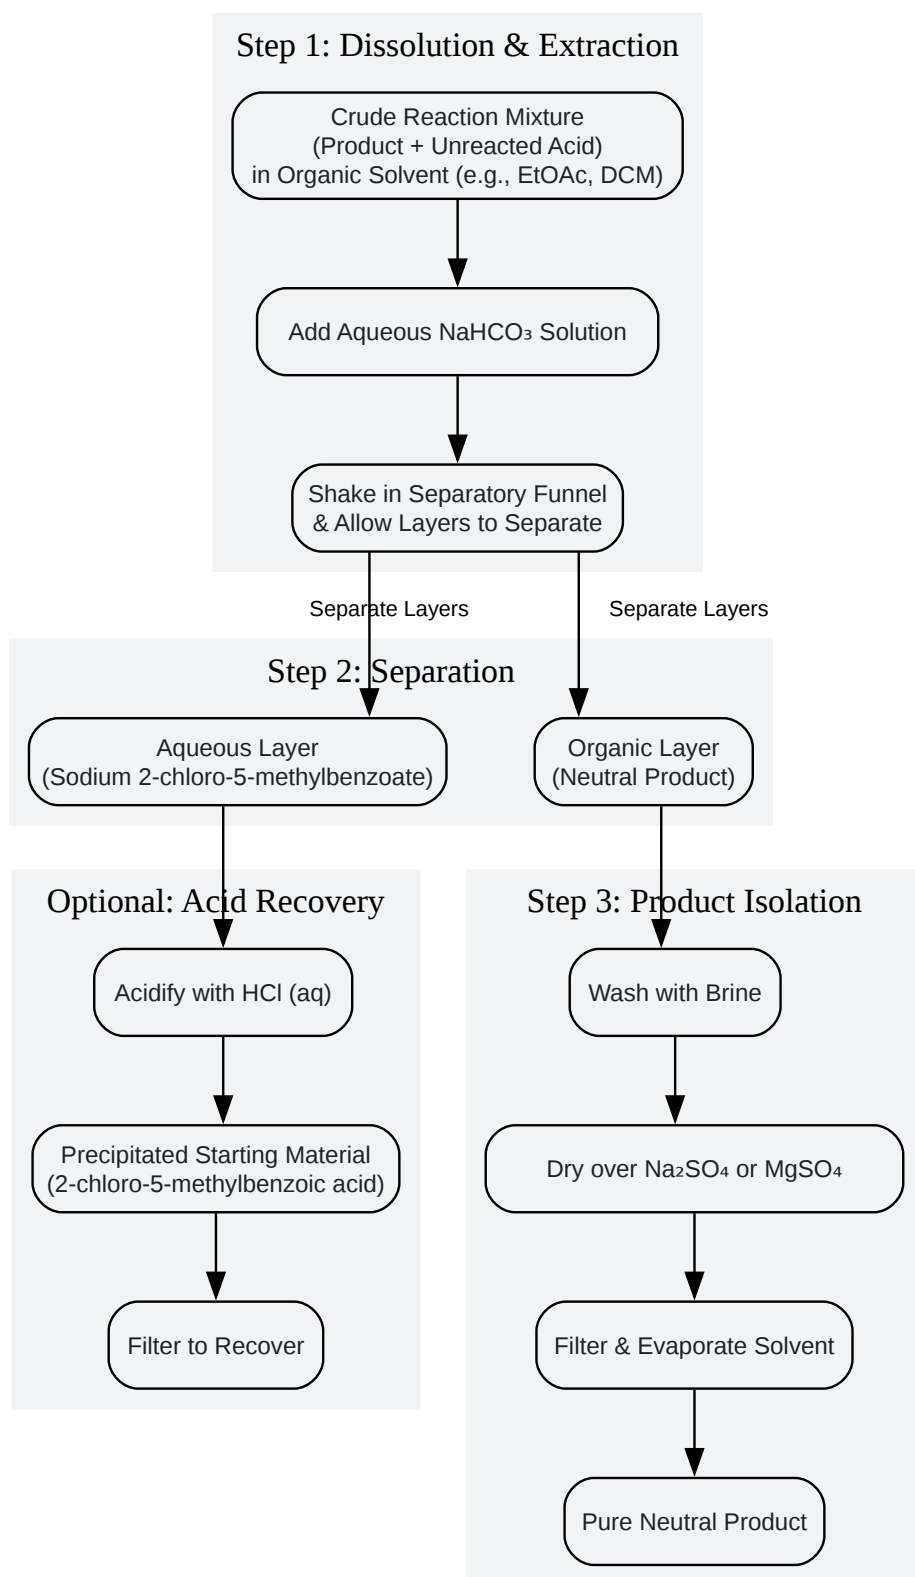 Step 1: Dissolution & Extraction
Crude Reaction Mixture
(Product + Unreacted Acid)
in Organic Solvent (e.g., EtOAc, DCM)
Add Aqueous NaHCO₃ Solution
Shake in Separatory Funnel
& Allow Layers to Separate
Separate Layers
Separate Layers
Step 2: Separation
Aqueous Layer
(Sodium 2-chloro-5-methylbenzoate)
Organic Layer
(Neutral Product)
Optional: Acid Recovery
Acidify with HCl (aq)
Precipitated Starting Material
(2-chloro-5-methylbenzoic acid)
Filter to Recover
Step 3: Product Isolation
Wash with Brine
Dry over Na₂SO₄ or MgSO₄
Filter & Evaporate Solvent
Pure Neutral Product